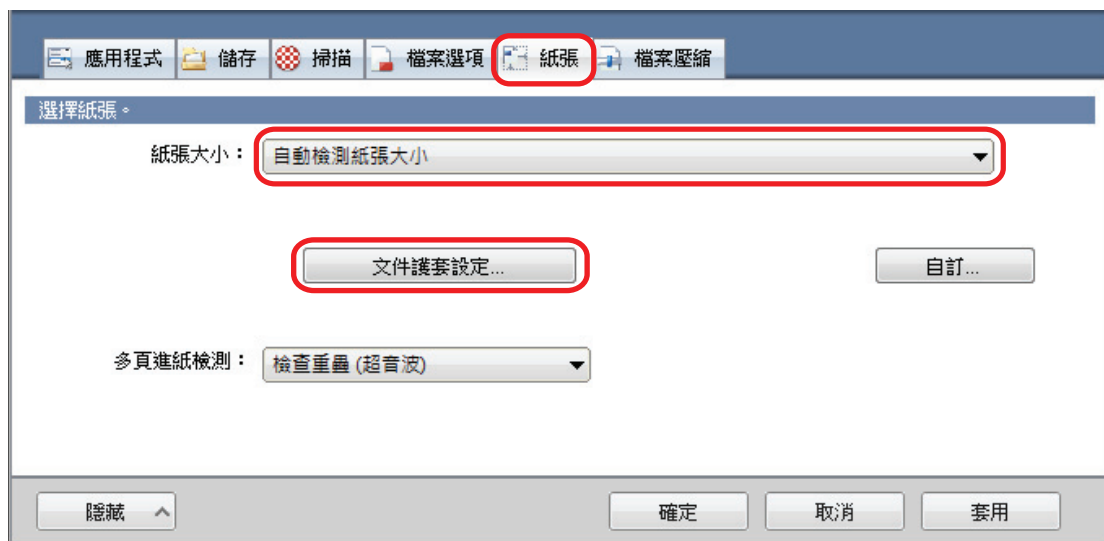 應用程式 儲存 掃描 檔案選項 紙張 檔案壓縮
選擇紙張。
紙張大小： 自動檢測紙張大小
文件護套設定... 自訂...
多頁進紙檢測： 檢查重疊 (超音波)
隱藏 確定 取消 套用